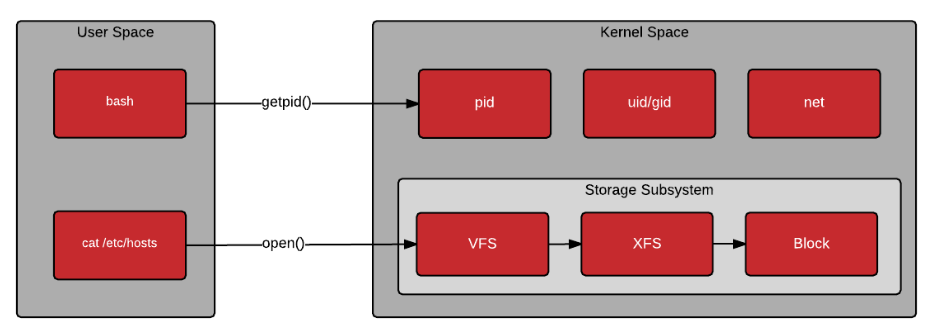 User Space
Kernel Space
bash
getpid()
pid
uid/gid
net
Storage Subsystem
cat /etc/hosts
open()
VFS
XFS
Block